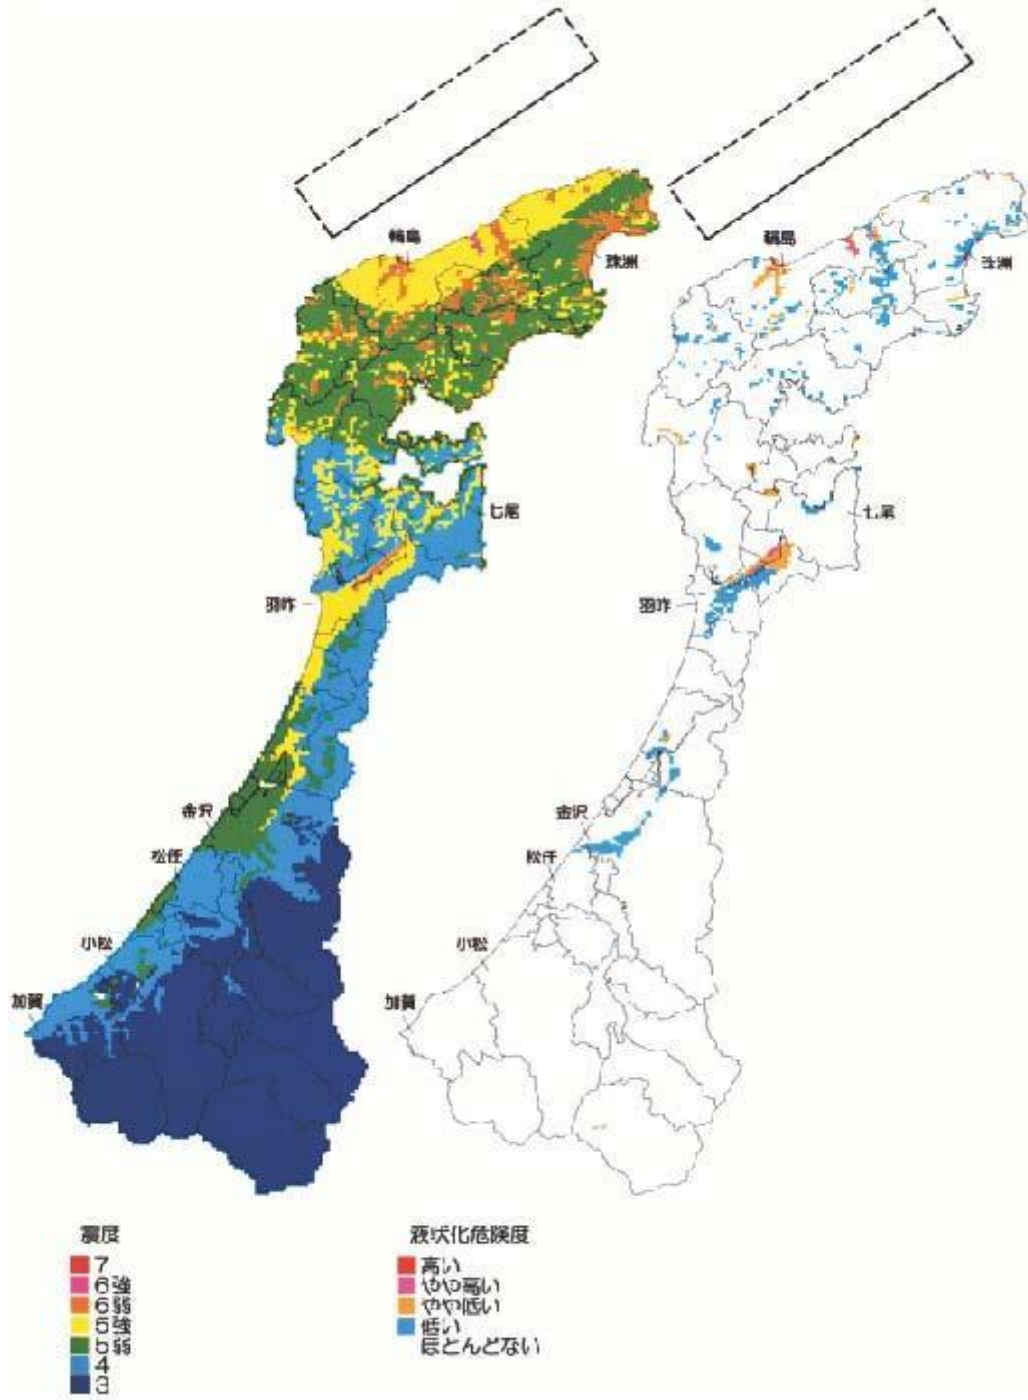 輪島
珠洲
七尾
羽咋
金沢
松任
小松
加賀
輪島
珠洲
七尾
羽咋
金沢
松任
小松
加賀
震度
7
6強
6弱
5強
5弱
4
3
液状化危険度
高い
やや高い
やや低い
低い
ほとんどない